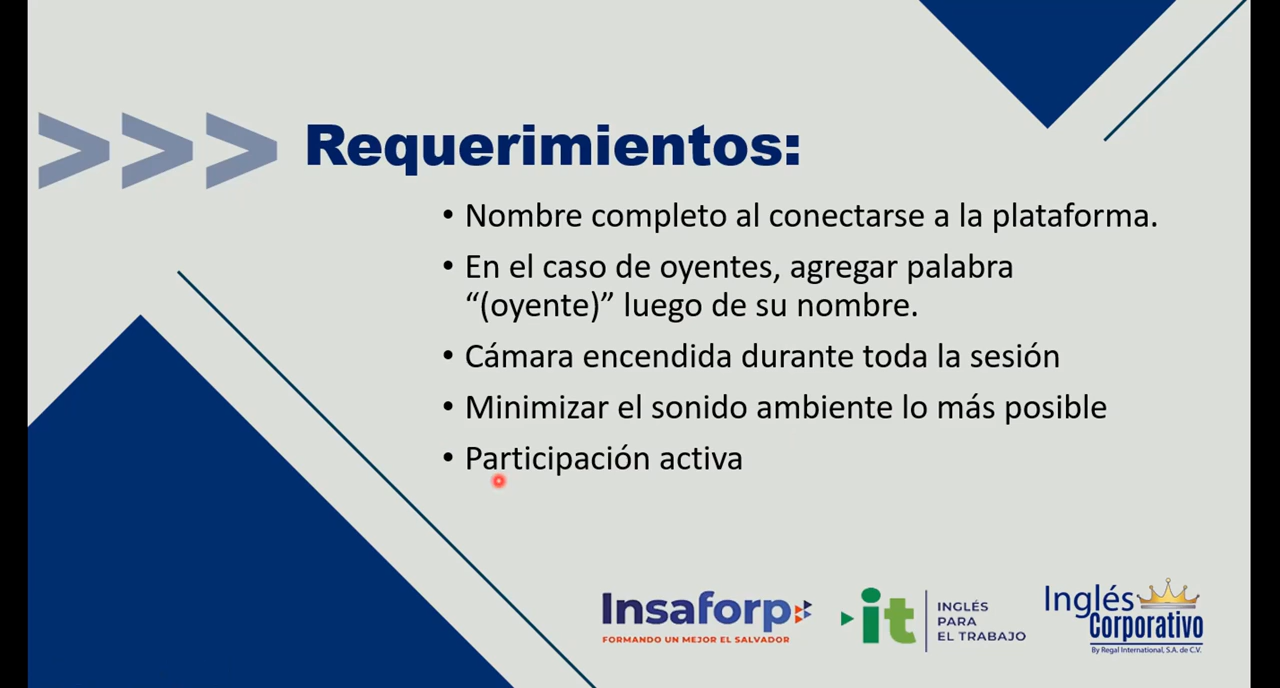 >>> Requerimientos:
• Nombre completo al conectarse a la plataforma.
• En el caso de oyentes, agregar palabra
“(oyente)” luego de su nombre.
• Cámara encendida durante toda la sesión
• Minimizar el sonido ambiente lo más posible
• Participación activa
Insaforp
FORMANDO UN MEJOR EL SALVADOR
it
INGLÉS
PARA
EL TRABAJO
Inglés
Corporativo
By Regal International, S.A. de C.V.